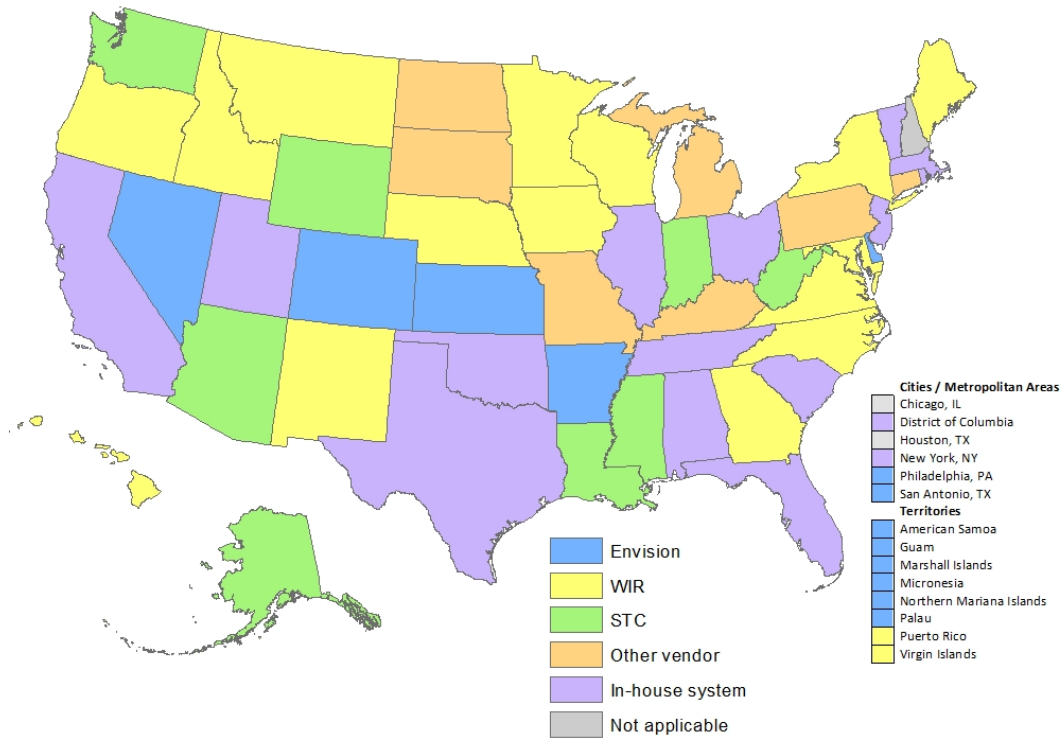 Cities / Metropolitan Areas
Chicago, IL
District of Columbia
Houston, TX
New York, NY
Philadelphia, PA
San Antonio, TX
Territories
American Samoa
Guam
Marshall Islands
Micronesia
Northern Mariana Islands
Palau
Puerto Rico
Virgin Islands
Envision
WIR
STC
Other vendor
In-house system
Not applicable